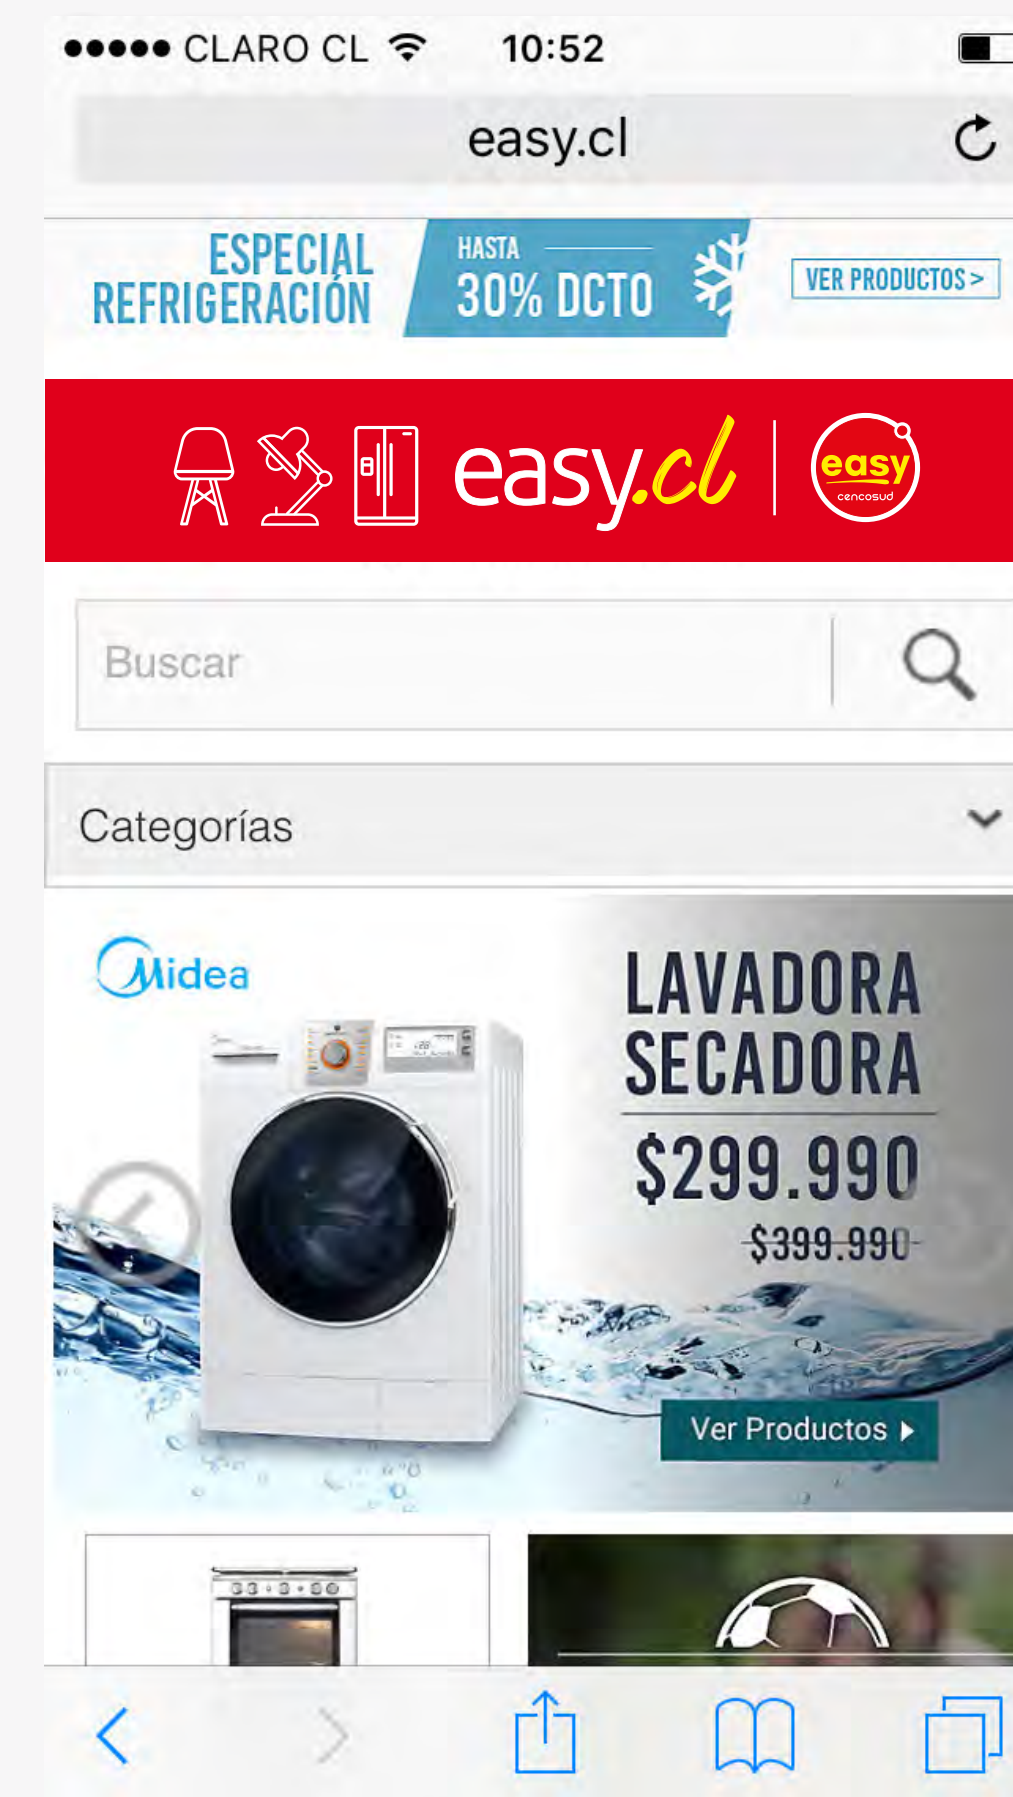 CLARO CL 10:52
easy.cl
ESPECIAL
REFRIGERACIÓN
HASTA
30% DCTO
VER PRODUCTOS >
easy.cl
easy
cencosud
Buscar
Categorías
Midea
LAVADORA
SECADORA
$299.990
$399.990
Ver Productos